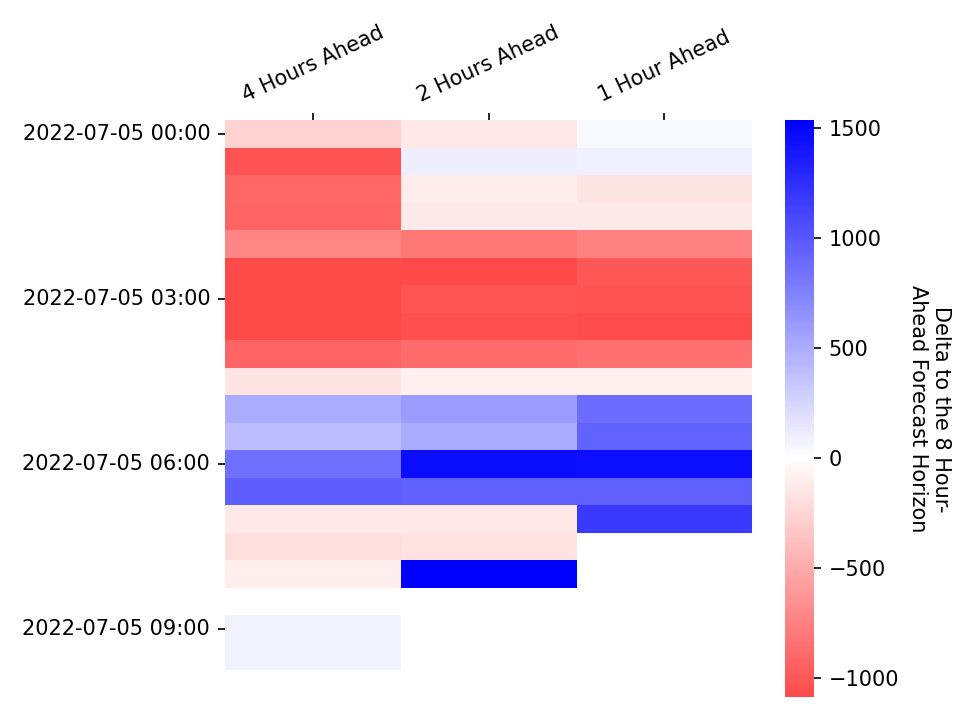 4 Hours Ahead
2 Hours Ahead
1 Hour Ahead
2022-07-05 00:00
2022-07-05 03:00
2022-07-05 06:00
2022-07-05 09:00
1500
1000
500
0
−500
−1000
Delta to the 8 Hour-
Ahead Forecast Horizon